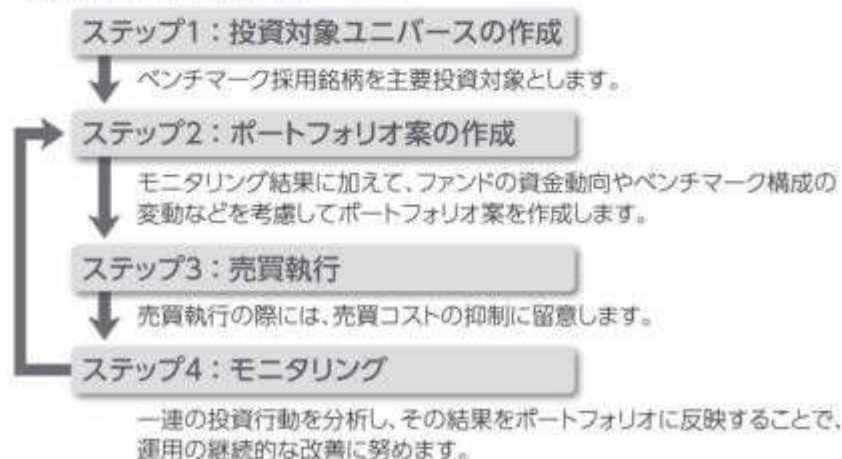 ステップ1：投資対象ユニバースの作成
ベンチマーク採用銘柄を主要投資対象とします。
ステップ2：ポートフォリオ案の作成
モニタリング結果に加えて、ファンドの資金動向やベンチマーク構成の
変動などを考慮してポートフォリオ案を作成します。
ステップ3：売買執行
売買執行の際には、売買コストの抑制に留意します。
ステップ4：モニタリング
一連の投資行動を分析し、その結果をポートフォリオに反映することで、
運用の継続的な改善に努めます。